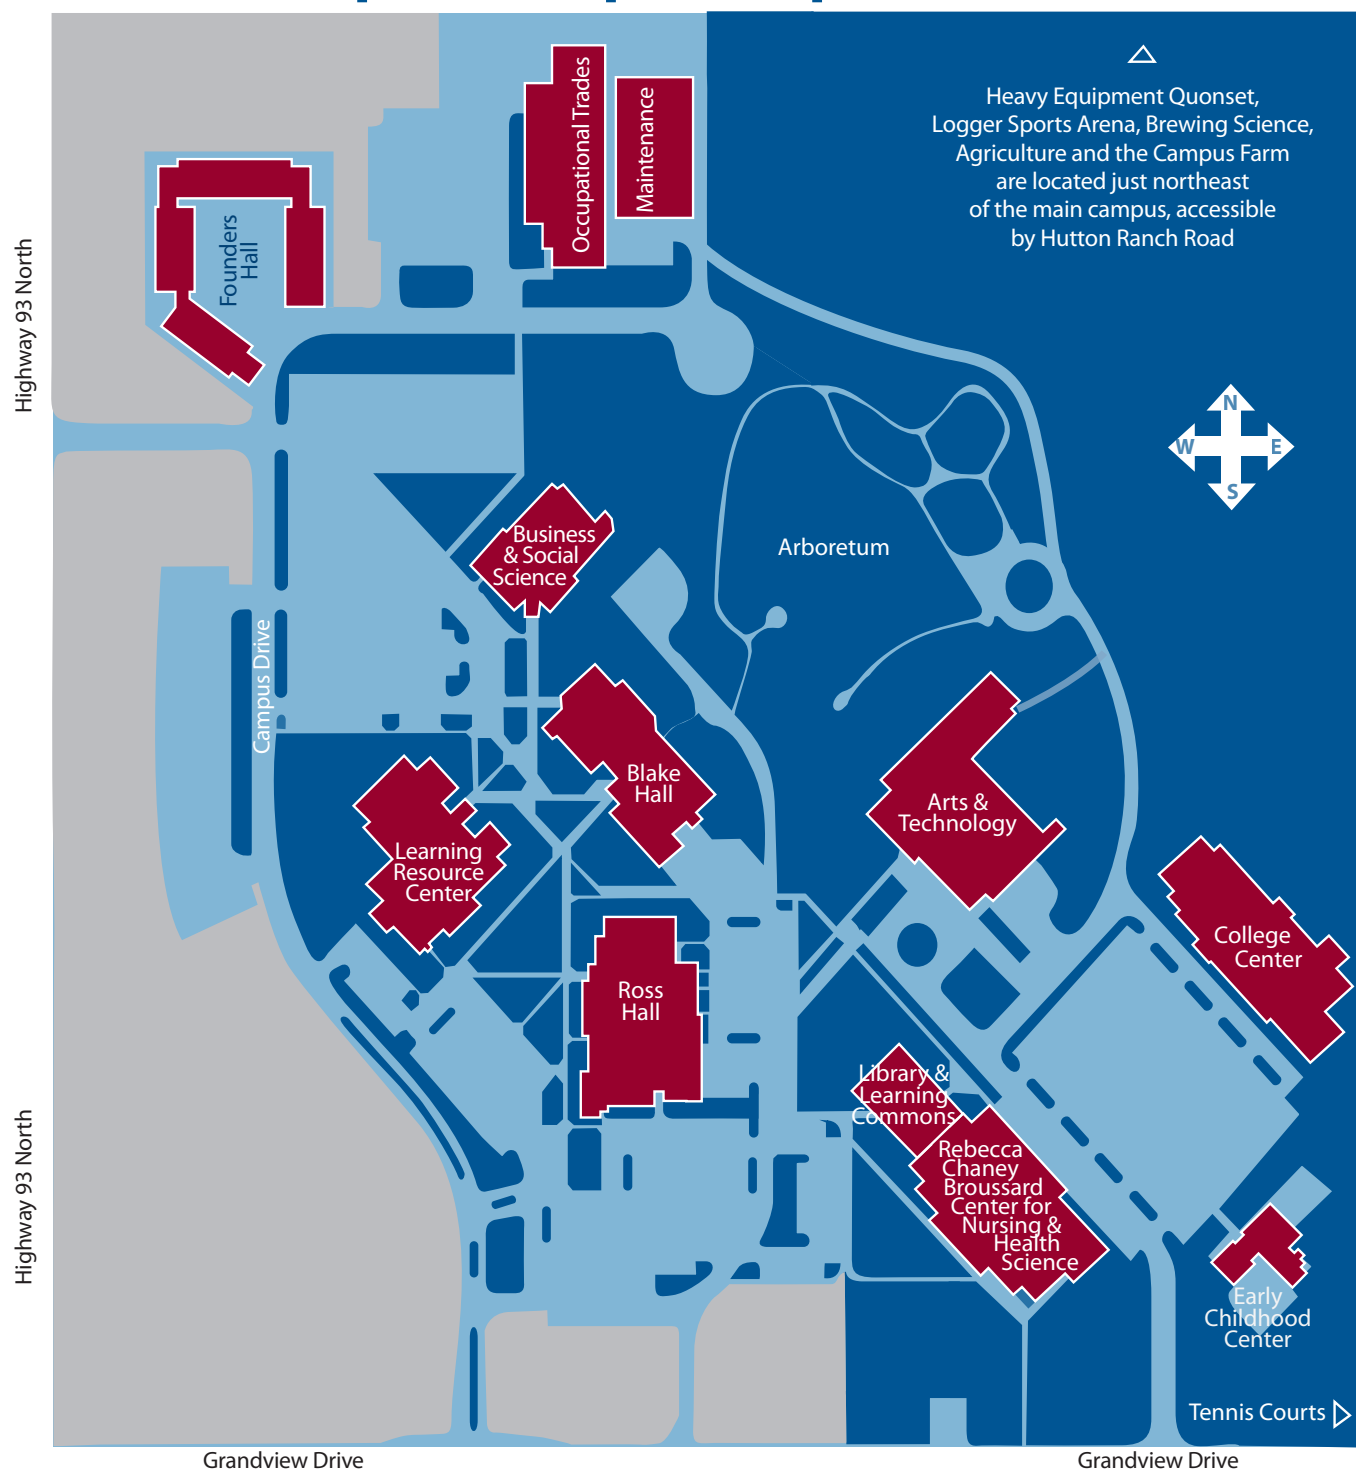 Heavy Equipment Quonset,
Logger Sports Arena, Brewing Science,
Agriculture and the Campus Farm
are located just northeast
of the main campus, accessible
by Hutton Ranch Road
Occupational Trades
Maintenance
Founders
Hall
Highway 93 North
N
W
E
S
Business
& Social
Science
Arboretum
Campus Drive
Blake
Hall
Arts &
Technology
Learning
Resource
Center
College
Center
Ross
Hall
Library &
Learning
Commons
Rebecca
Chaney
Broussard
Center for
Nursing &
Health
Science
Highway 93 North
Early
Childhood
Center
Tennis Courts
Grandview Drive
Grandview Drive